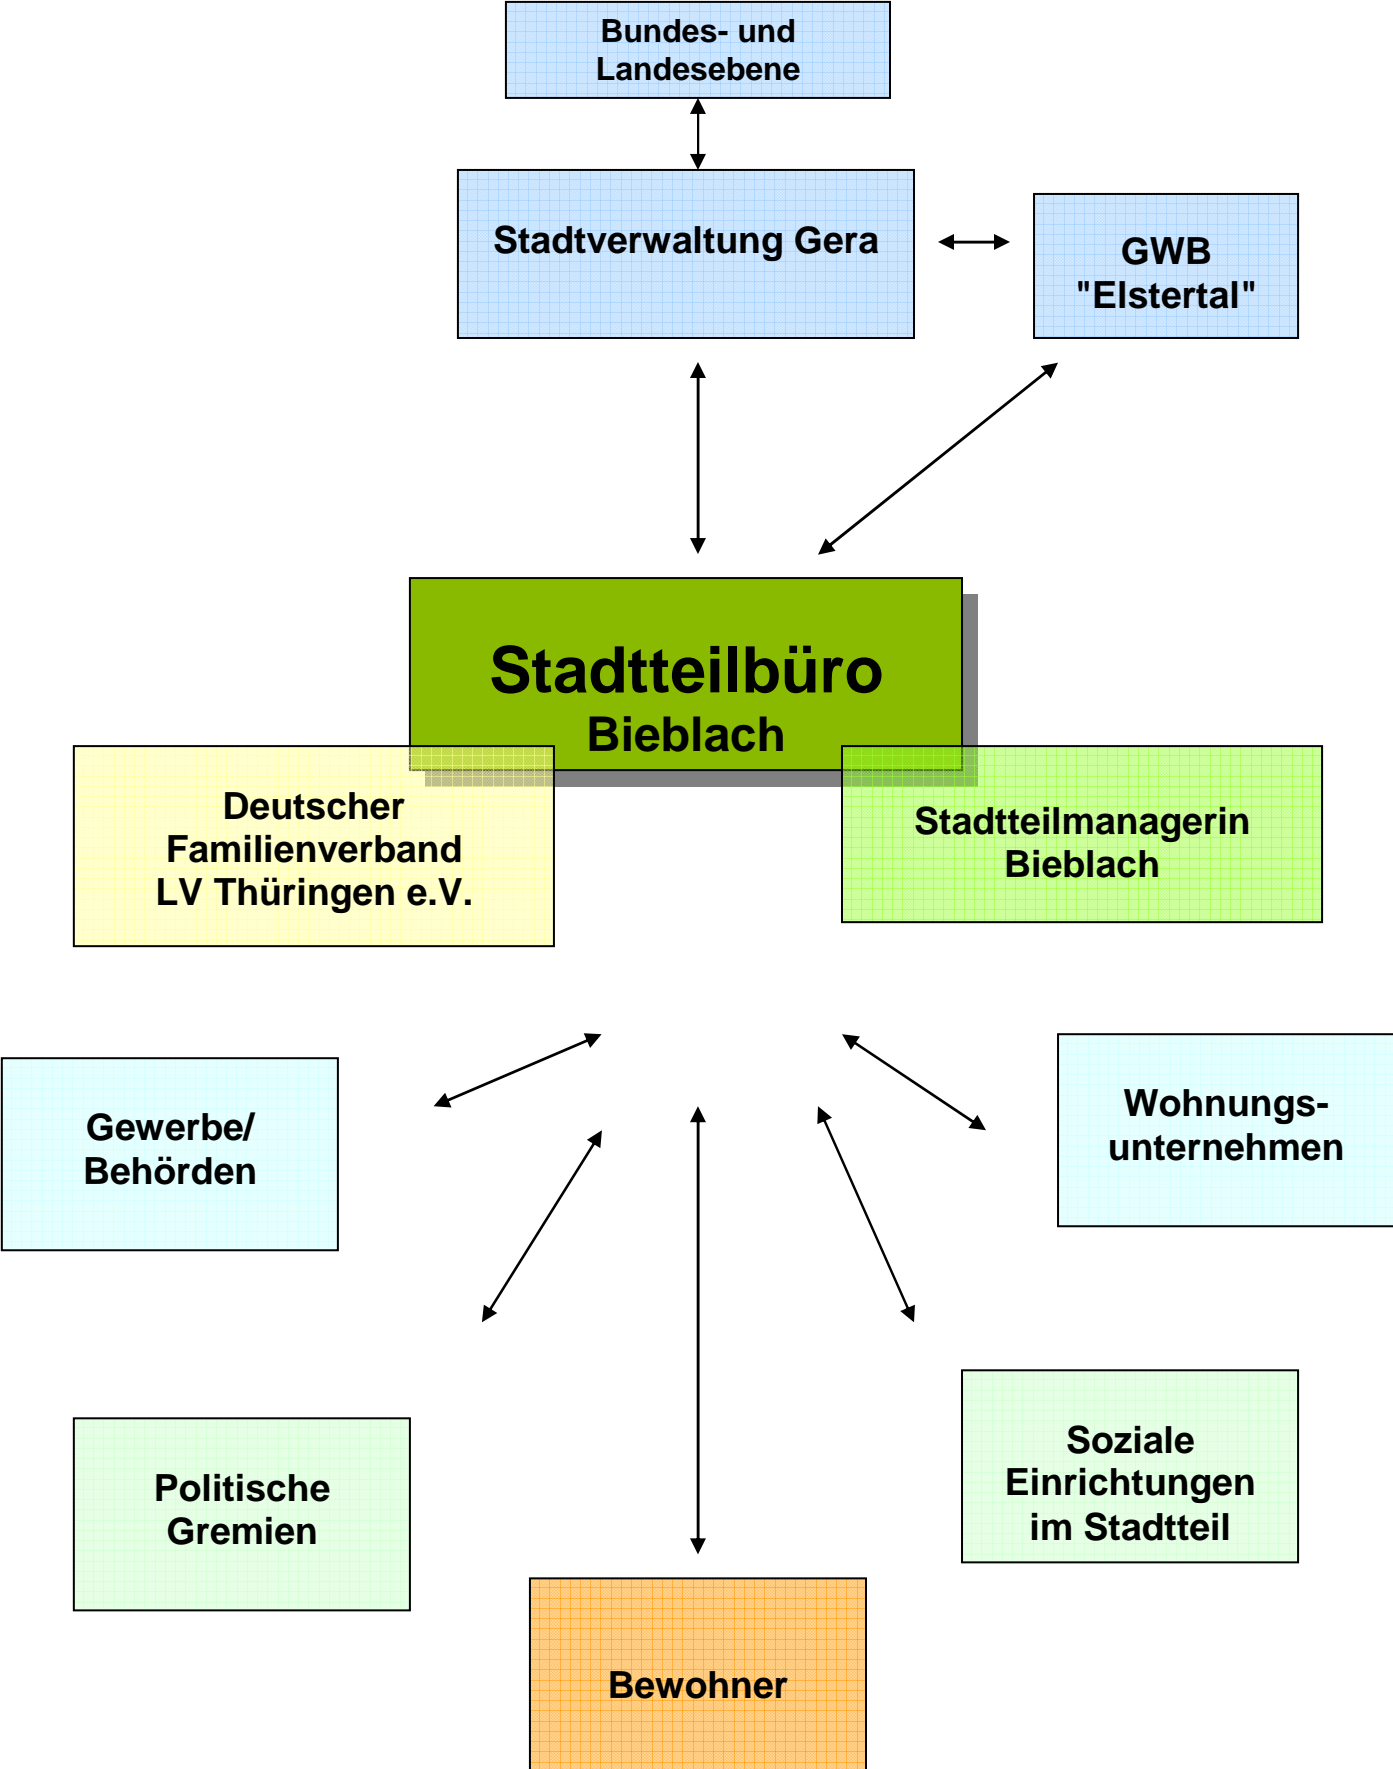 Bundes- und
Landesebene
Stadtverwaltung Gera
GWB
"Elstertal"
Stadtteilbüro
Bieblach
Deutscher
Familienverband
LV Thüringen e.V.
Stadtteilmanagerin
Bieblach
Gewerbe/
Behörden
Wohnungs-
unternehmen
Politische
Gremien
Soziale
Einrichtungen
im Stadtteil
Bewohner